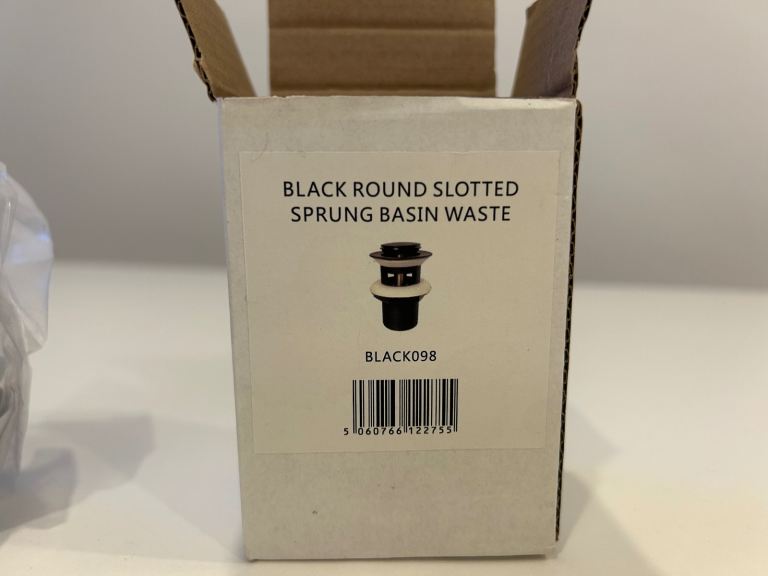 BLACK ROUND SLOTTED
SPRUNG BASIN WASTE
BLACK098
5 060766 122755